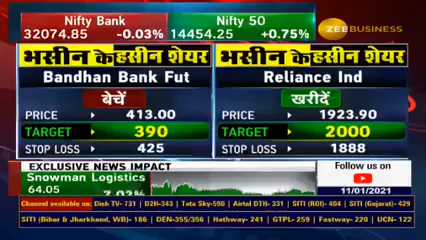 Nifty Bank
32074.85 -0.03%
Nifty 50
14454.25 +0.75%
ZEE BUSINESS
भसीन के हसीन शेयर
Bandhan Bank Fut
बेचें
PRICE 413.00
TARGET 390
STOP LOSS 425
भसीन के हसीन शेयर
Reliance Ind
खरीदें
PRICE 1923.90
TARGET 2000
STOP LOSS 1888
EXCLUSIVE NEWS IMPACT
Snowman Logistics
64.05 7.02%
Follow us on
11/01/2021
Channel available on: Dish TV- 731 | D2H-343 | Tata Sky-590 | Airtel DTH- 331 | SITI (ROI)- 404 | SITI (Gujarat)- 429
SITI (Bihar & Jharkhand, WB)- 186 | DEN-355/356 | Hathway- 241 | GTPL- 259 | Fastway- 220 | UCN-122